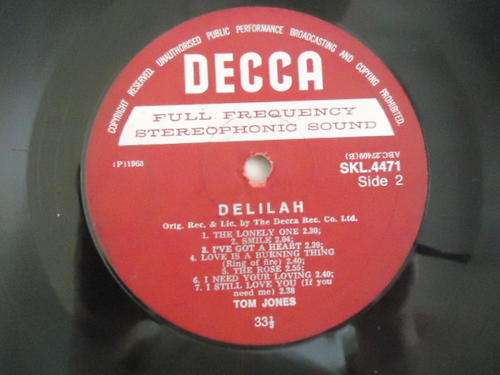 COPYRIGHT RESERVED. UNAUTHORISED PUBLIC PERFORMANCE BROADCASTING AND COPYING PROHIBITED.
DECCA
FULL FREQUENCY
STEREOPHONIC SOUND
(P)1968
ABC.27409(B)
SKL.4471
Side 2
DELILAH
Orig. Rec. & Lic. by The Decca Rec. Co. Ltd.
1. THE LONELY ONE 2.39;
2. SMILE 2.04;
3. I'VE GOT A HEART 2.29;
4. LOVE IS A BURNING THING
(Ring of fire) 2.40;
5. THE ROSE 2.55;
6. I NEED YOUR LOVING 2.40;
7. I STILL LOVE YOU (If you
need me) 2.38
TOM JONES
33⅓